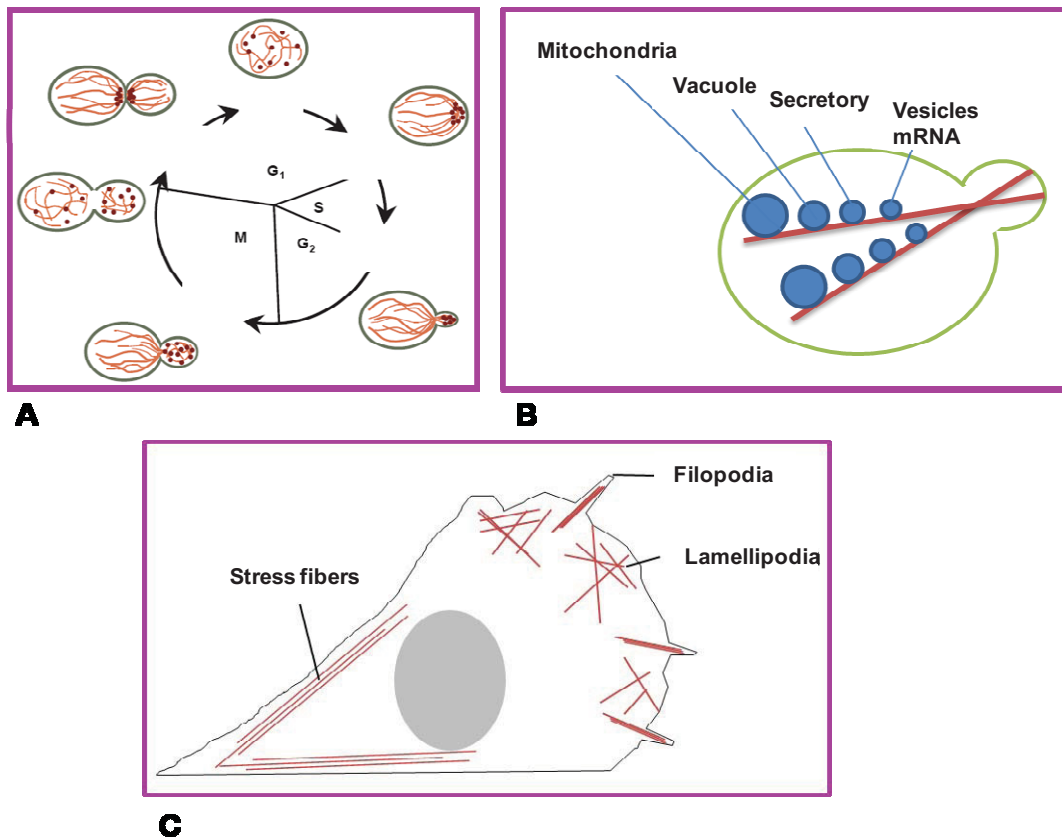 G1
S
M
G2
A
Mitochondria
Vacuole
Secretory
Vesicles
mRNA
B
Filopodia
Lamellipodia
Stress fibers
C